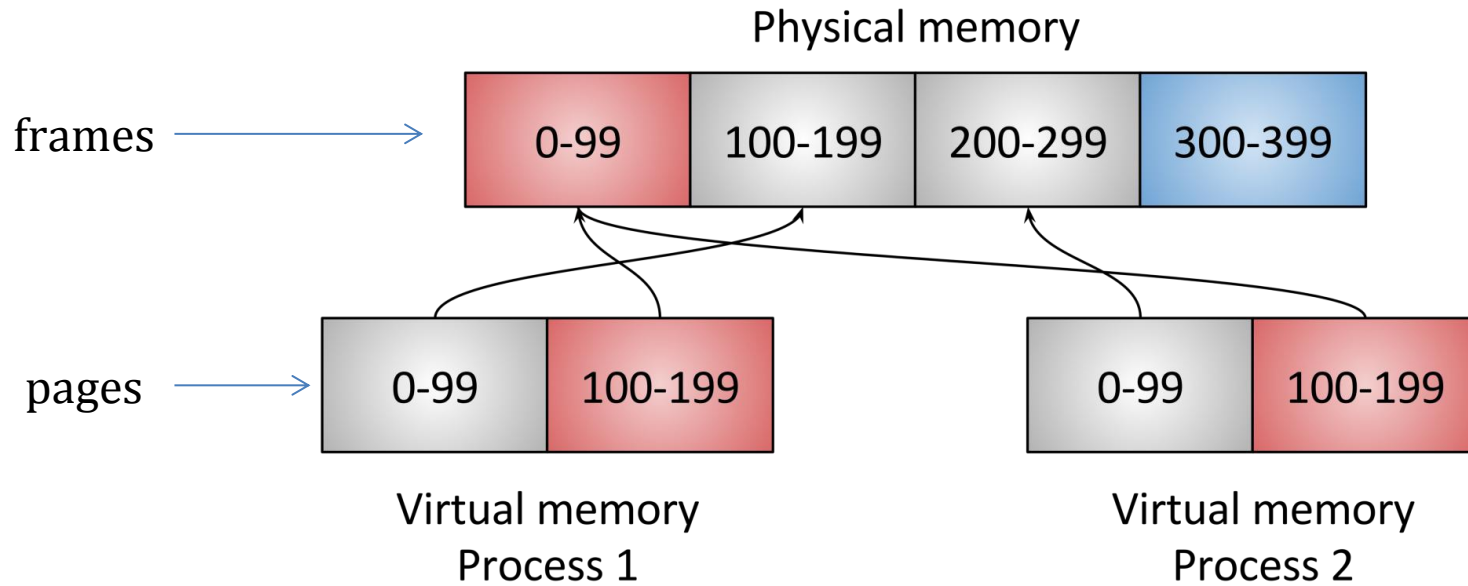 Physical memory
frames
0-99
100-199
200-299
300-399
pages
0-99
100-199
0-99
100-199
Virtual memory
Process 1
Virtual memory
Process 2